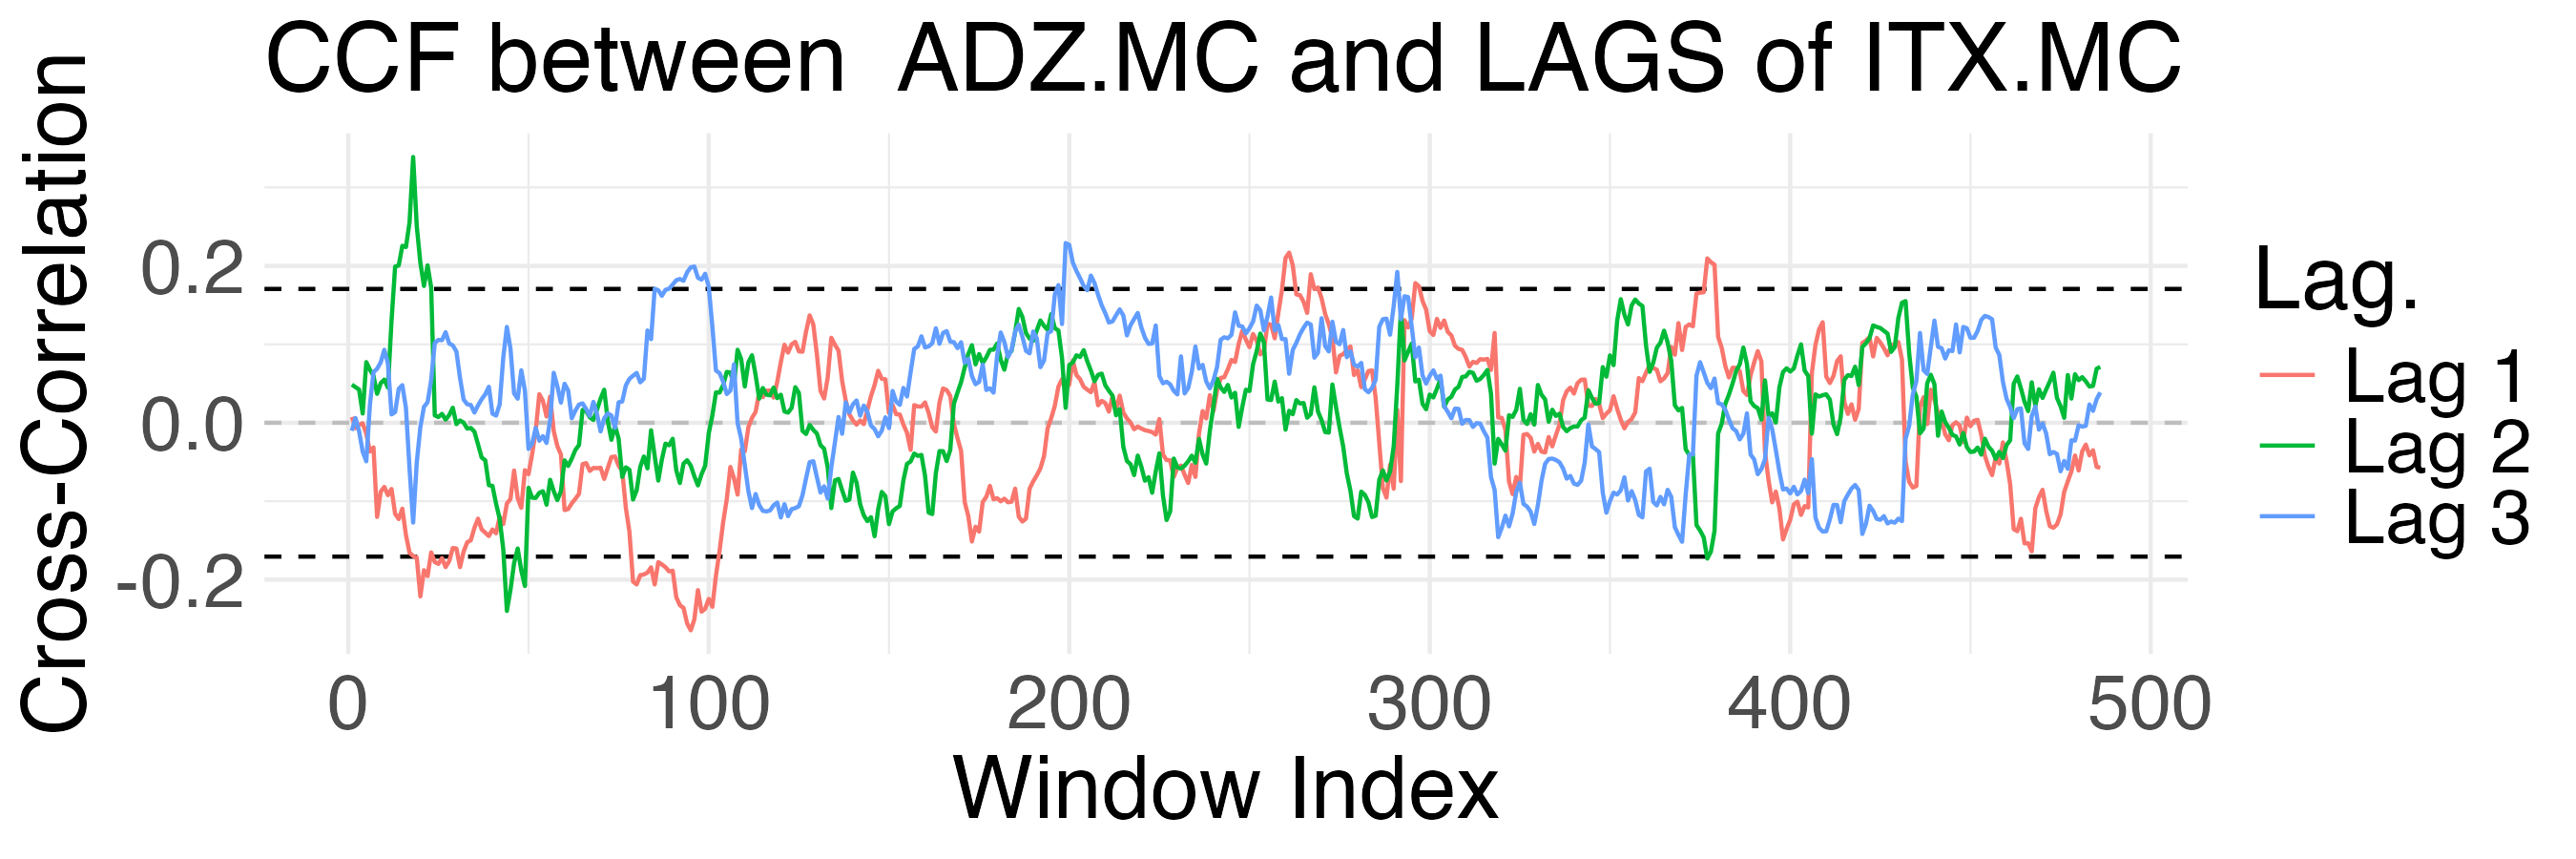 CCF between  ADZ.MC and LAGS of ITX.MC
Cross-Correlation
0.2
0.0
-0.2
0 100 200 300 400 500
Window Index
Lag.
Lag 1
Lag 2
Lag 3